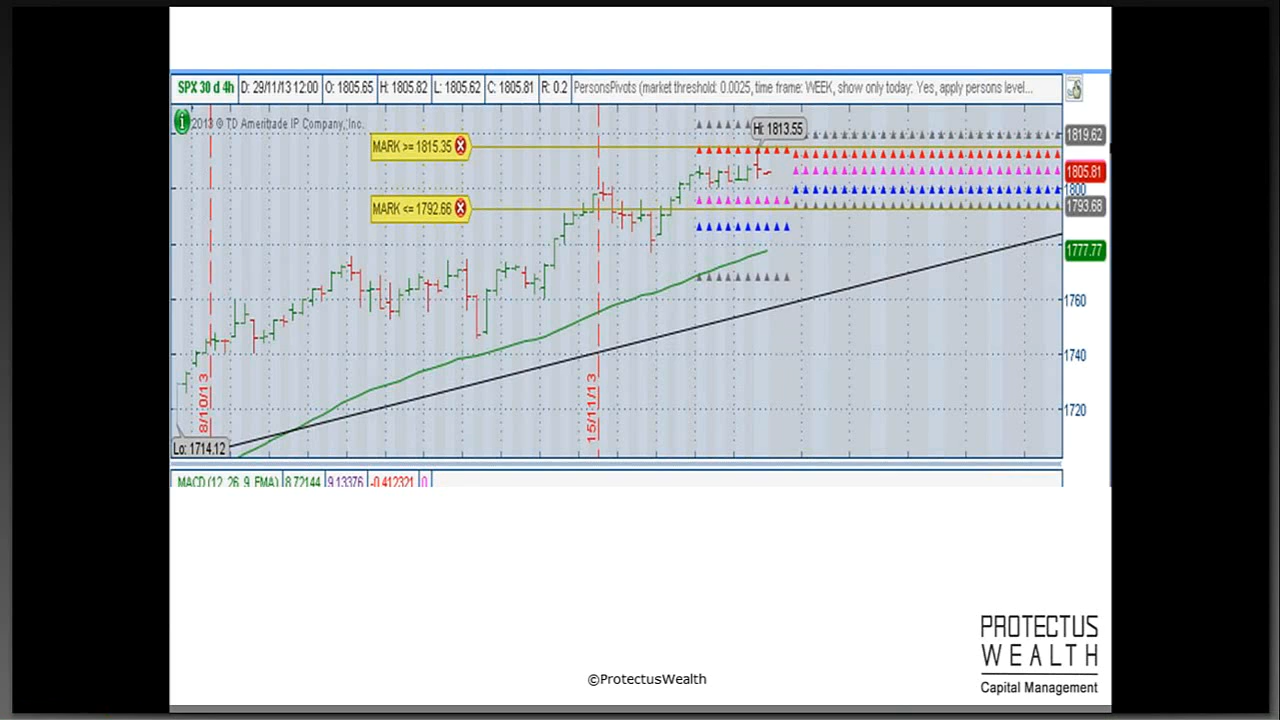 SPX 30 d 4h D: 29/11/13 12:00 O: 1805.65 H: 1805.82 L: 1805.62 C: 1805.81 R: 0.2 PersonsPivots (market threshold: 0.0025, time frame: WEEK, show only today: Yes, apply persons level...
2013 © TD Ameritrade IP Company, Inc.
Hi: 1813.55
1819.62
MARK >= 1815.35
1805.81
1800
MARK <= 1792.66
1793.68
1777.77
1760
1740
8/10/13
15/11/13
1720
Lo: 1714.12
MACD (12, 26, 9, EMA) 8.72144 9.13376 -0.412321 0
PROTECTUS
WEALTH
Capital Management
©ProtectusWealth